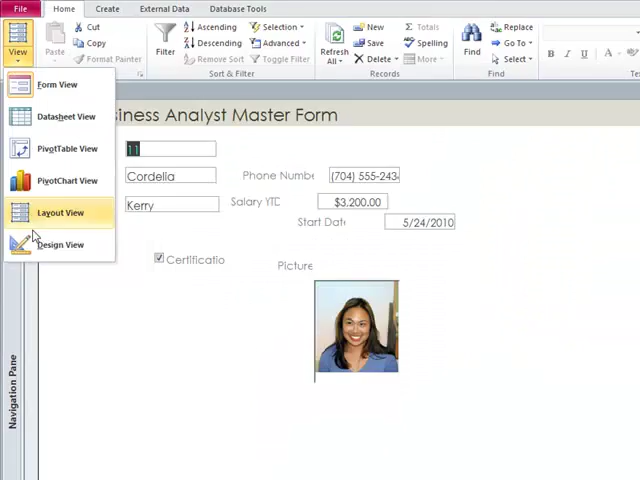 File Home Create External Data Database Tools
View Paste Cut Copy Format Painter
Filter Ascending Descending Remove Sort Selection Advanced Toggle Filter
Sort & Filter
Refresh All New Save Delete Totals Spelling More
Records
Find Replace Go To Select
Find
B I U A
Form View
Datasheet View
PivotTable View
PivotChart View
Layout View
Design View
siness Analyst Master Form
11
Cordelia Phone Numbe (704) 555-243
Kerry Salary YTD $3,200.00
Start Date 5/24/2010
Certificatio Picture
Navigation Pane